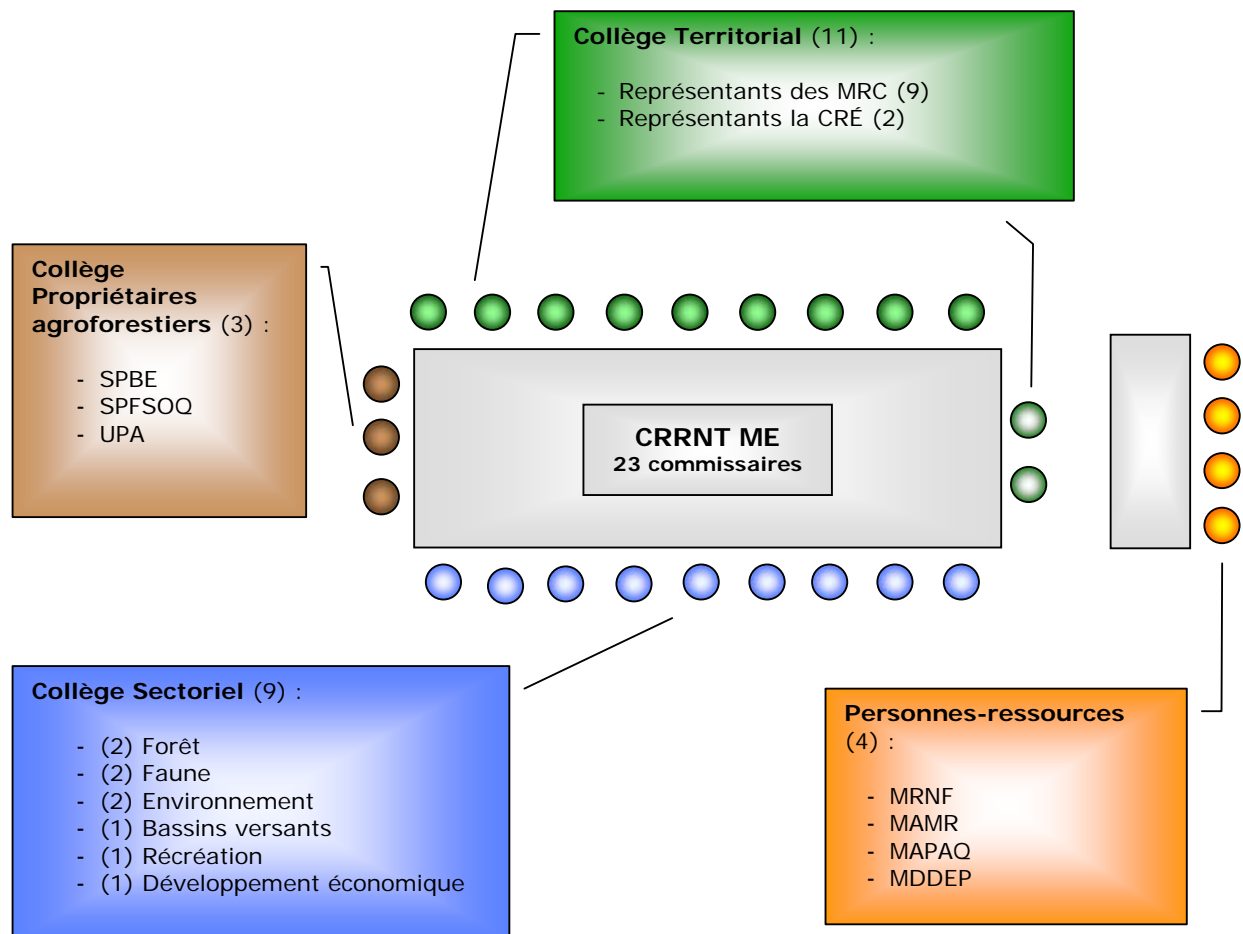 Collège Territorial (11) :
- Représentants des MRC (9)
- Représentants la CRÉ (2)
Collège
Propriétaires
agroforestiers (3) :
- SPBE
- SPFSOQ
- UPA
CRRNT ME
23 commissaires
Collège Sectoriel (9) :
- (2) Forêt
- (2) Faune
- (2) Environnement
- (1) Bassins versants
- (1) Récréation
- (1) Développement économique
Personnes-ressources
(4) :
- MRNF
- MAMR
- MAPAQ
- MDDEP